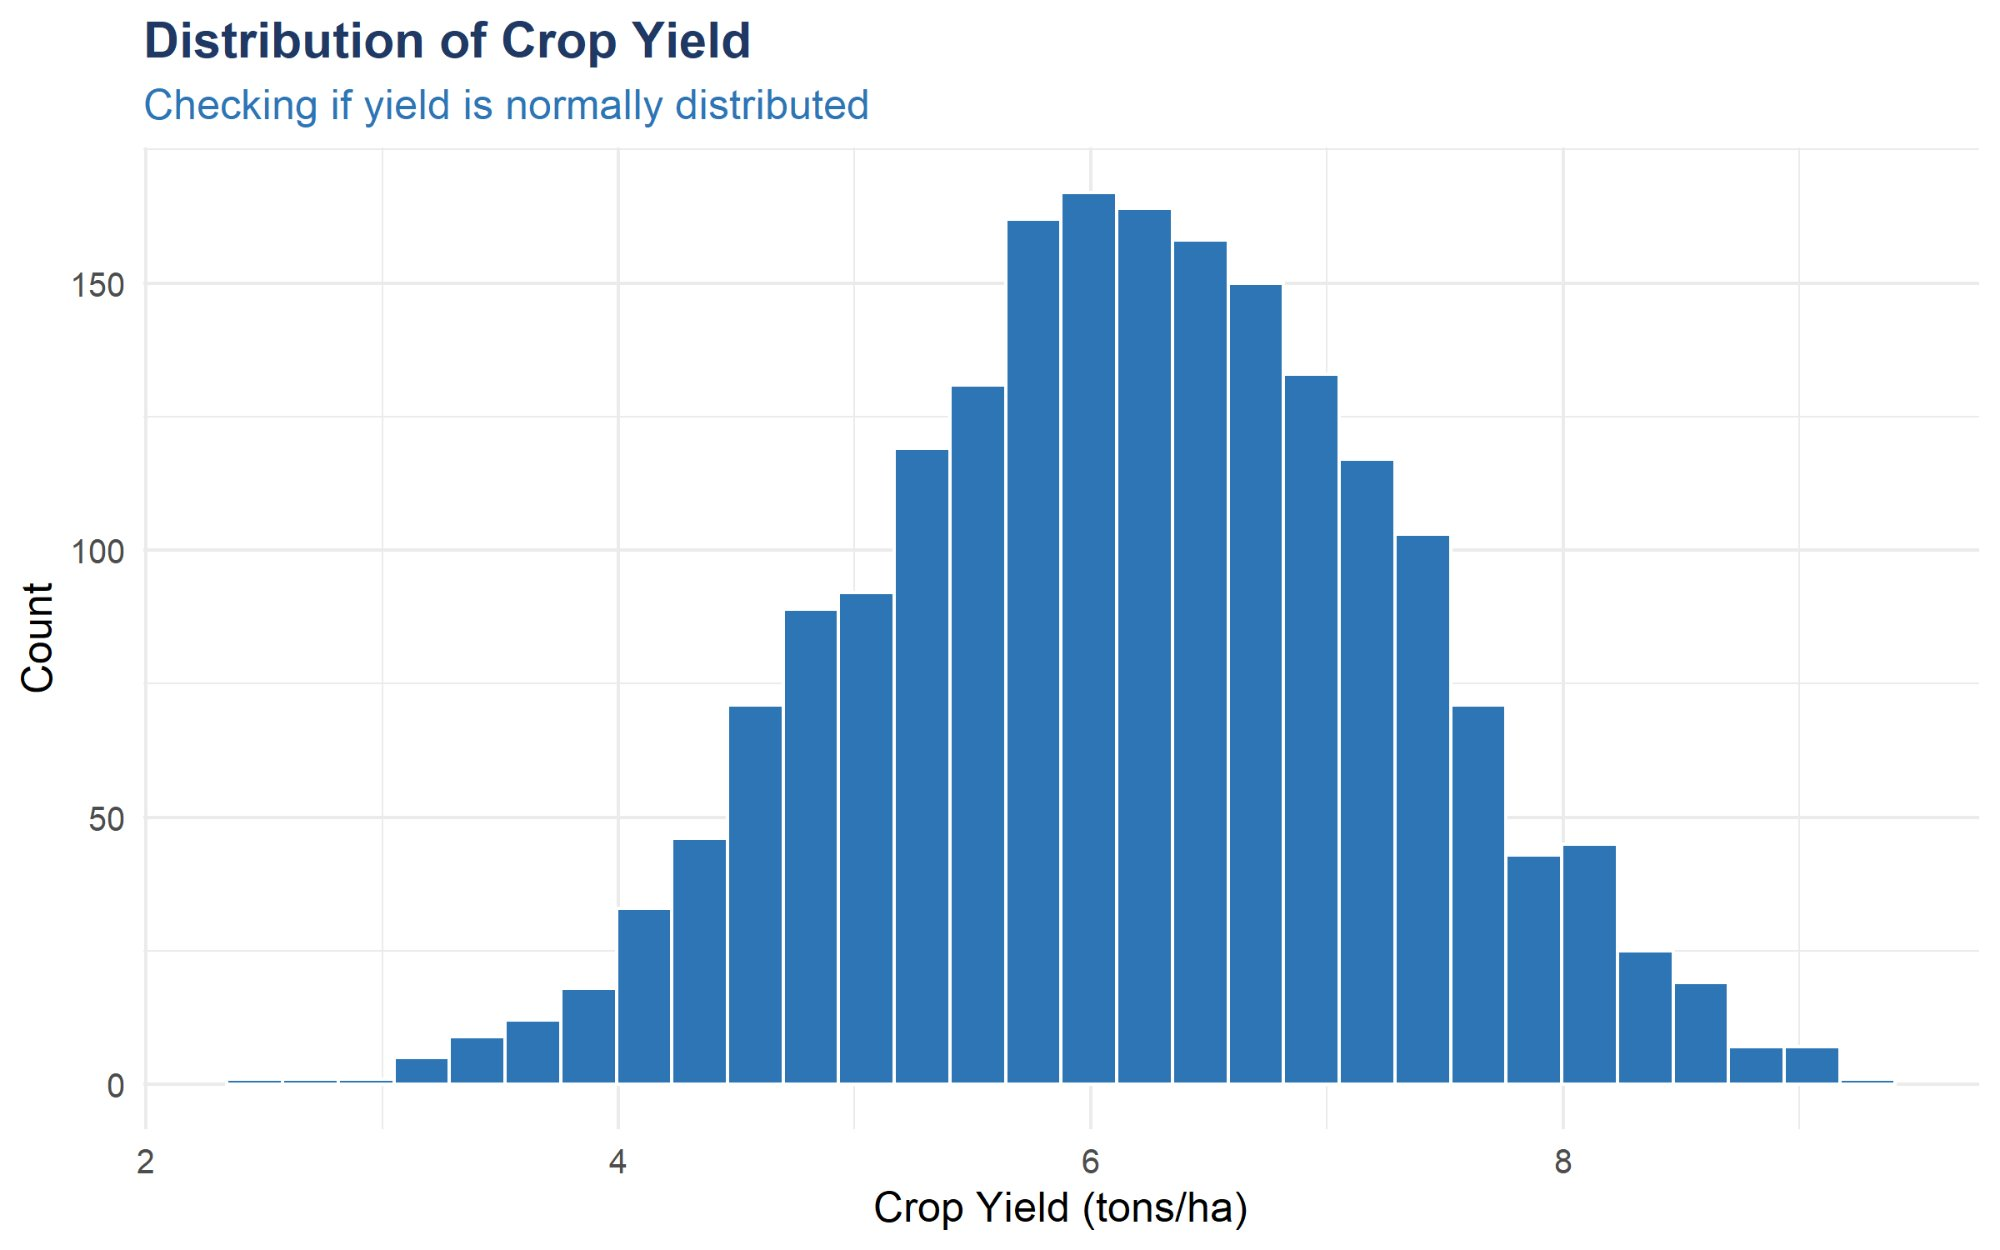 Distribution of Crop Yield
Checking if yield is normally distributed
150
100
50
0
Count
2 4 6 8
Crop Yield (tons/ha)